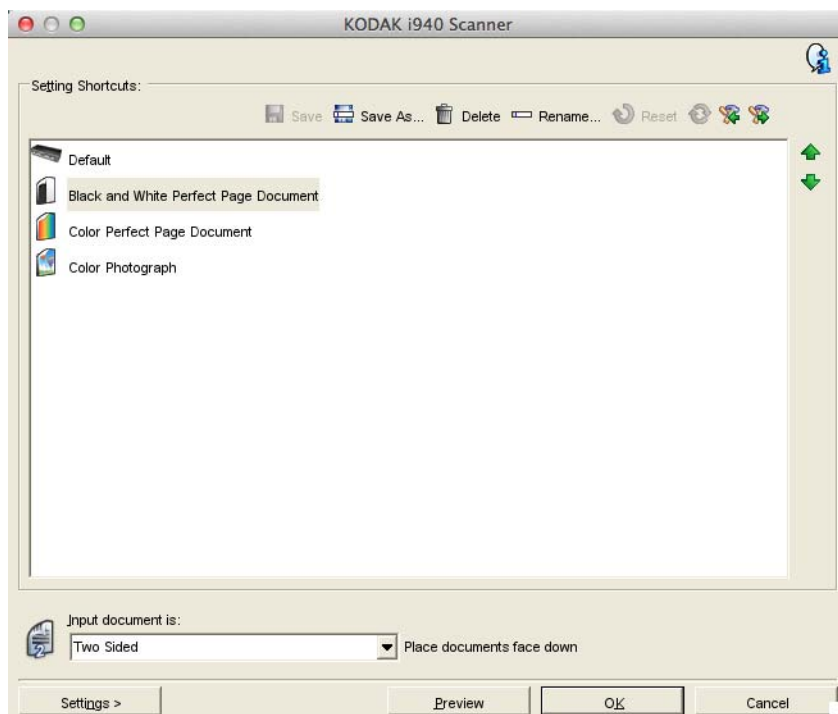 KODAK i940 Scanner
Setting Shortcuts:
Save Save As... Delete Rename... Reset
Default
Black and White Perfect Page Document
Color Perfect Page Document
Color Photograph
Input document is:
Two Sided Place documents face down
Settings > Preview OK Cancel